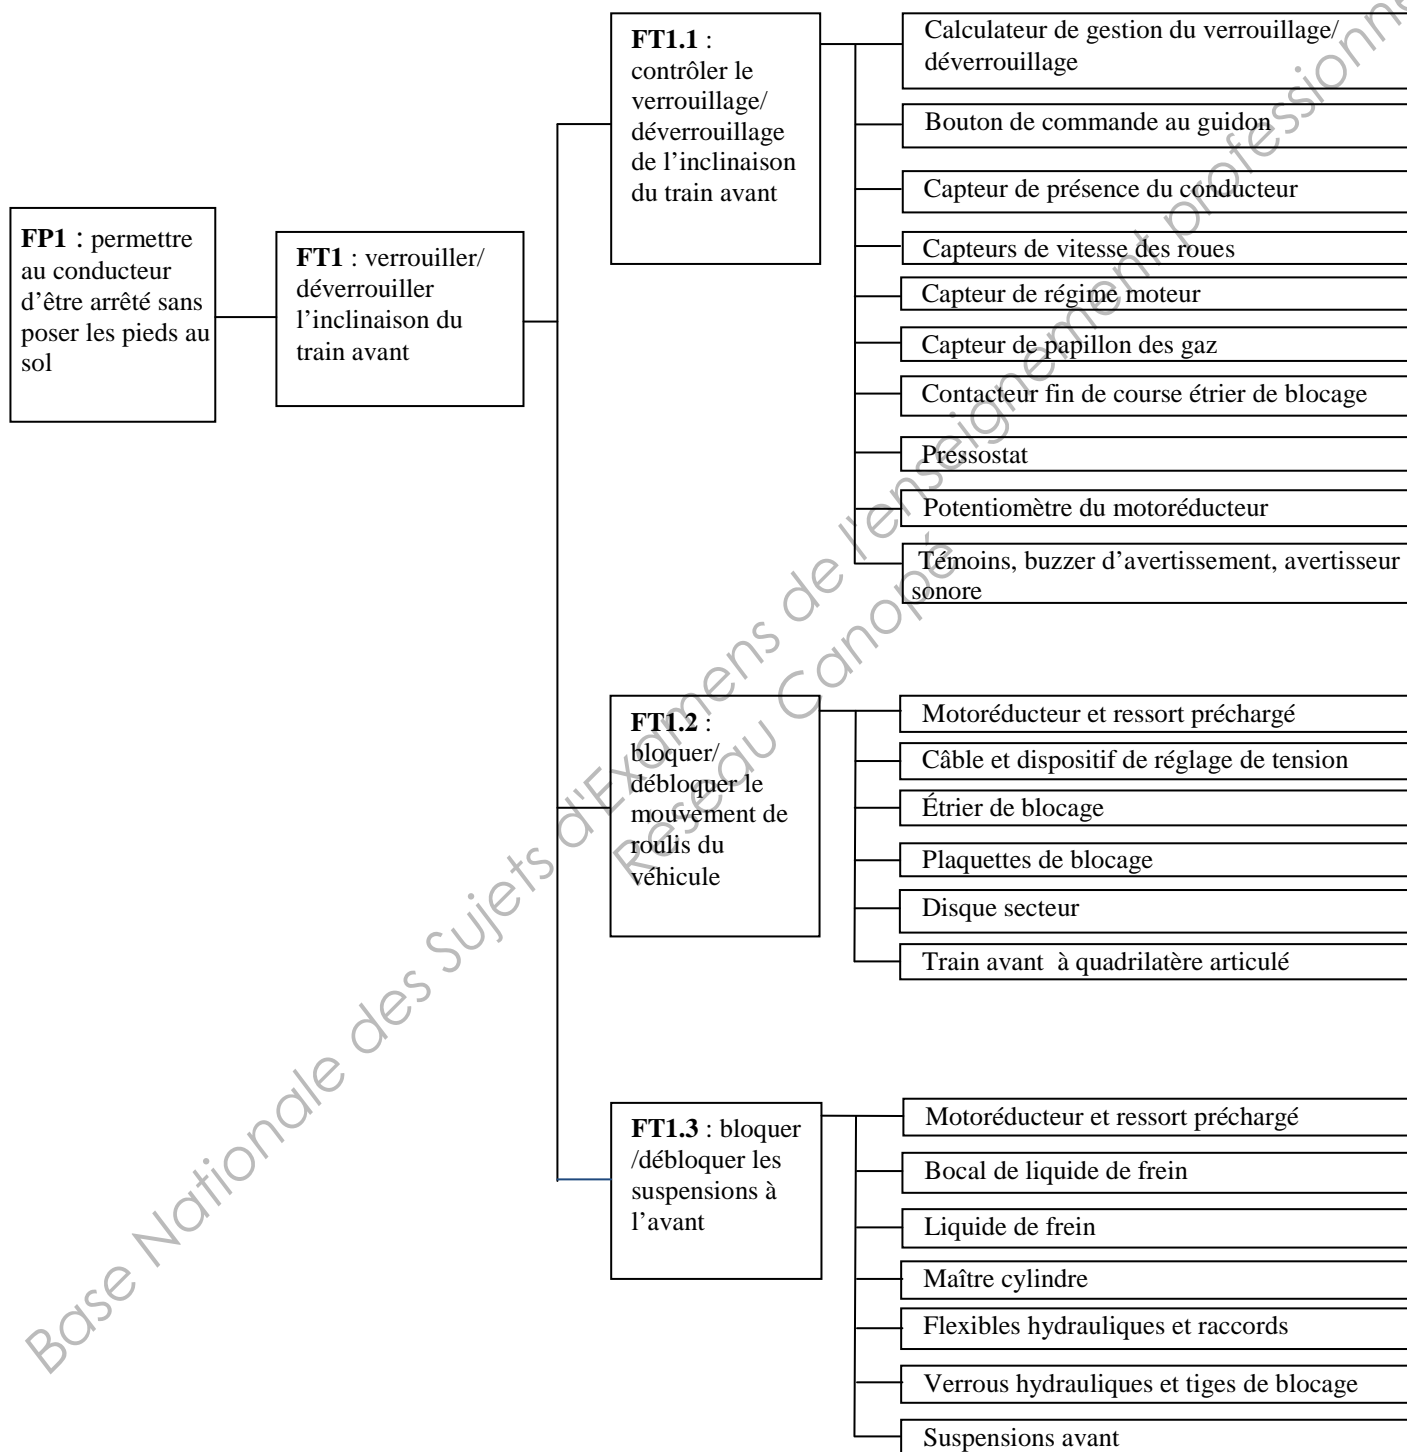 FP1 : permettre
au conducteur
d’être arrêté sans
poser les pieds au
sol
FT1 : verrouiller/
déverrouiller
l’inclinaison du
train avant
FT1.1 :
contrôler le
verrouillage/
déverrouillage
de l’inclinaison
du train avant
Calculateur de gestion du verrouillage/
déverrouillage
Bouton de commande au guidon
Capteur de présence du conducteur
Capteurs de vitesse des roues
Capteur de régime moteur
Capteur de papillon des gaz
Contacteur fin de course étrier de blocage
Pressostat
Potentiomètre du motoréducteur
Témoins, buzzer d’avertissement, avertisseur
sonore
FT1.2 :
bloquer/
débloquer le
mouvement de
roulis du
véhicule
Motoréducteur et ressort préchargé
Câble et dispositif de réglage de tension
Étrier de blocage
Plaquettes de blocage
Disque secteur
Train avant à quadrilatère articulé
FT1.3 : bloquer
/débloquer les
suspensions à
l’avant
Motoréducteur et ressort préchargé
Bocal de liquide de frein
Liquide de frein
Maître cylindre
Flexibles hydrauliques et raccords
Verrous hydrauliques et tiges de blocage
Suspensions avant
Base Nationale des Sujets d'Examens de l'enseignement professionne
Réseau Canopé